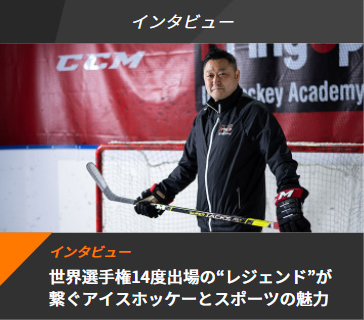 インタビュー
CCM
Hockey Academy
CCM
TACKS
インタビュー
世界選手権14度出場の“レジェンド”が
繋ぐアイスホッケーとスポーツの魅力